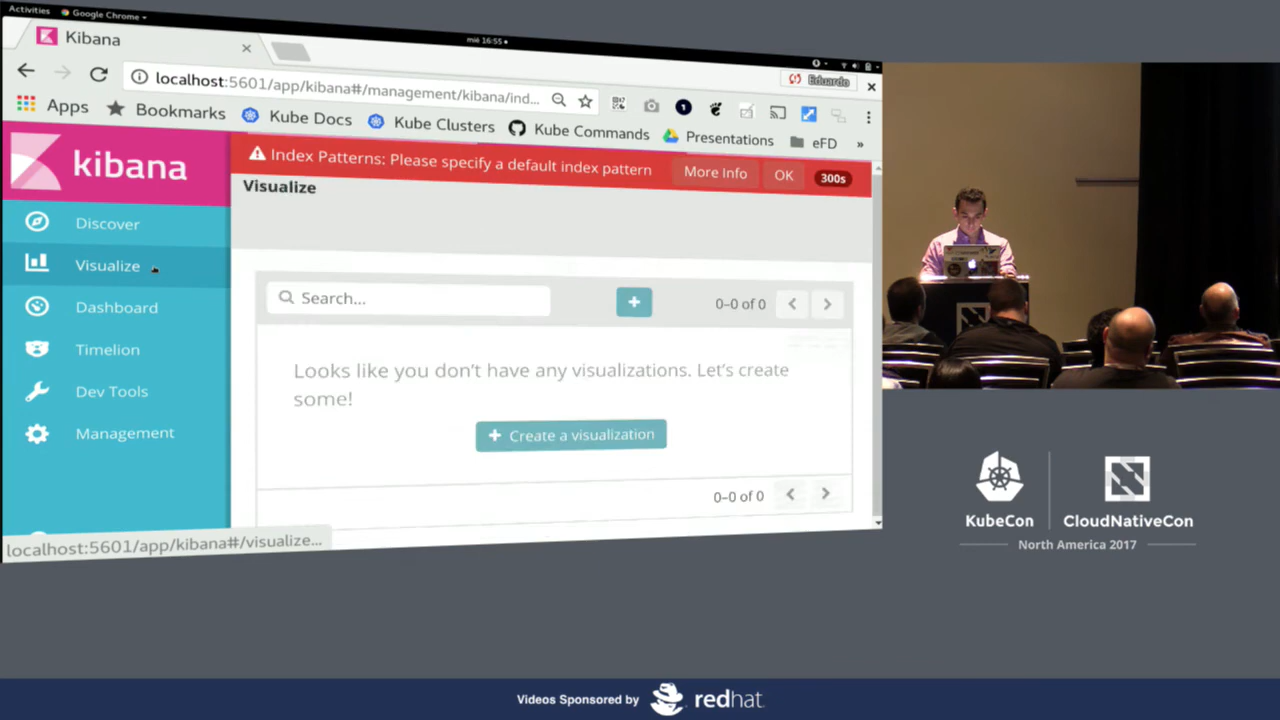 Activities
Google Chrome
mié 16:55
Kibana
Eduardo
localhost:5601/app/kibana#/management/kibana/ind...
1
Apps
Bookmarks
Kube Docs
Kube Clusters
Kube Commands
Presentations
eFD
»
kibana
Index Patterns: Please specify a default index pattern
More Info
OK
300s
Visualize
Discover
Visualize
Dashboard
Timelion
Dev Tools
Management
Search...
0–0 of 0
Looks like you don't have any visualizations. Let's create
some!
Create a visualization
0–0 of 0
localhost:5601/app/kibana#/visualize...
KubeCon
CloudNativeCon
North America 2017
Videos Sponsored by
redhat